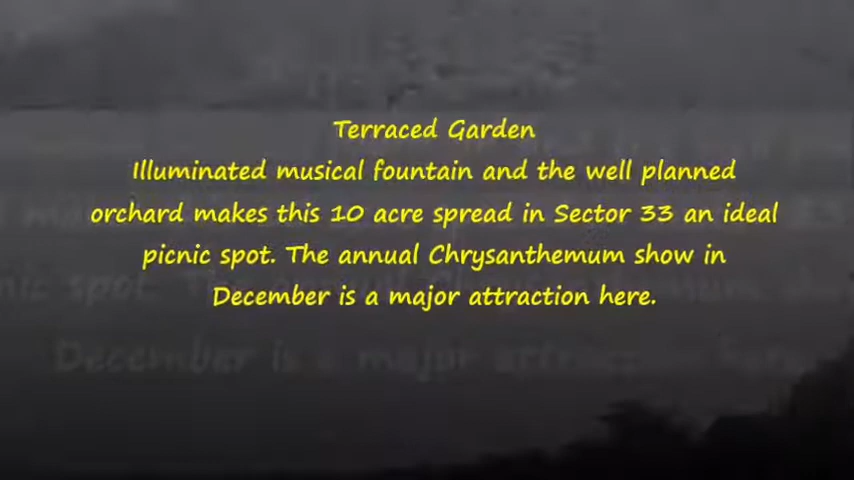 Terraced Garden
Illuminated musical fountain and the well planned
orchard makes this 10 acre spread in Sector 33 an ideal
picnic spot. The annual Chrysanthemum show in
December is a major attraction here.